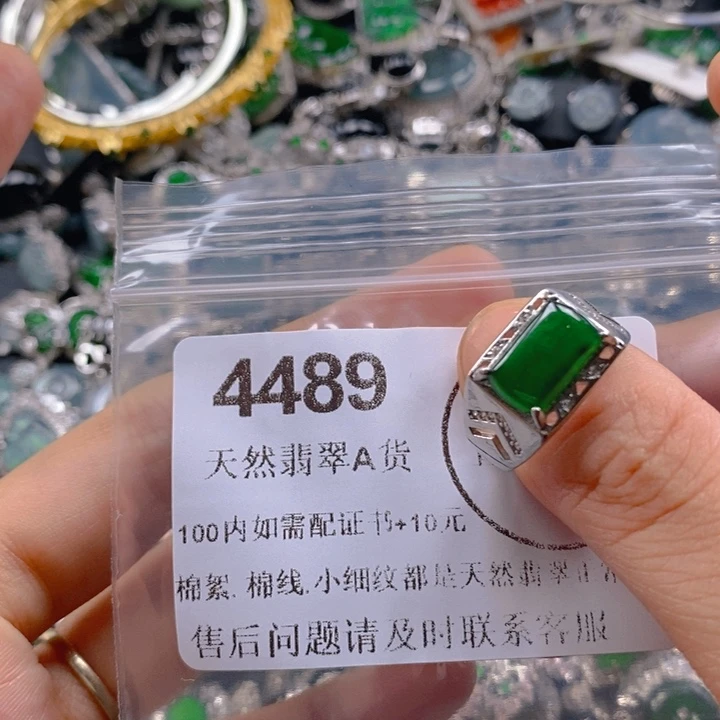 4489
天然翡翠A货
100内如需配证书+10元
棉絮.棉线.小细纹都是天然翡翠正
售后问题请及时联系客服